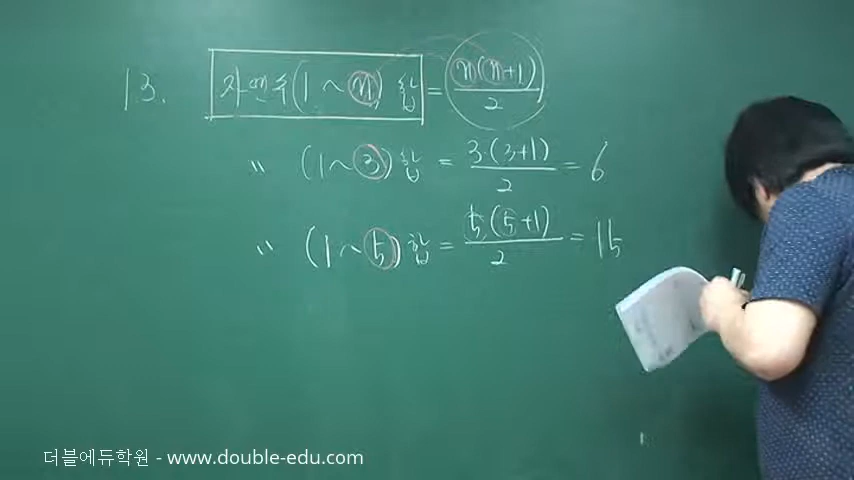 13. 자연수(1 ~ n) 합 = n(n+1)/2
〃 (1~3)합 = 3·(3+1)/2 = 6
〃 (1~5)합 = 5·(5+1)/2 = 15
더블에듀학원 - www.double-edu.com